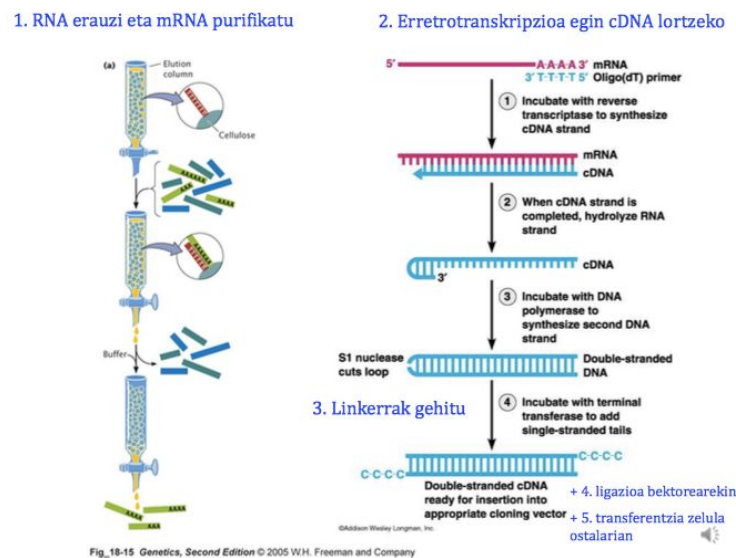 1. RNA erauzi eta mRNA purifikatu
2. Erretrotranskripzioa egin cDNA lortzeko
(a)
Elution
column
Cellulose
AAAAAA
AAA
AAA
Buffer
AAAA
AAAA
AAA
5′
A·A·A·A 3′ mRNA
3′ T·T·T·T 5′ Oligo(dT) primer
1 Incubate with reverse
transcriptase to synthesize
cDNA strand
mRNA
cDNA
2 When cDNA strand is
completed, hydrolyze RNA
strand
cDNA
3′
3 Incubate with DNA
polymerase to
synthesize second DNA
strand
S1 nuclease
cuts loop
Double-stranded
DNA
3. Linkerrak gehitu
4 Incubate with terminal
transferase to add
single-stranded tails
C·C·C·C
C·C·C·C
Double-stranded cDNA
ready for insertion into
appropriate cloning vector
+ 4. ligazioa bektorearekin
+ 5. transferentzia zelula
ostalarian
©Addison Wesley Longman, Inc.
Fig_18-15 Genetics, Second Edition © 2005 W.H. Freeman and Company